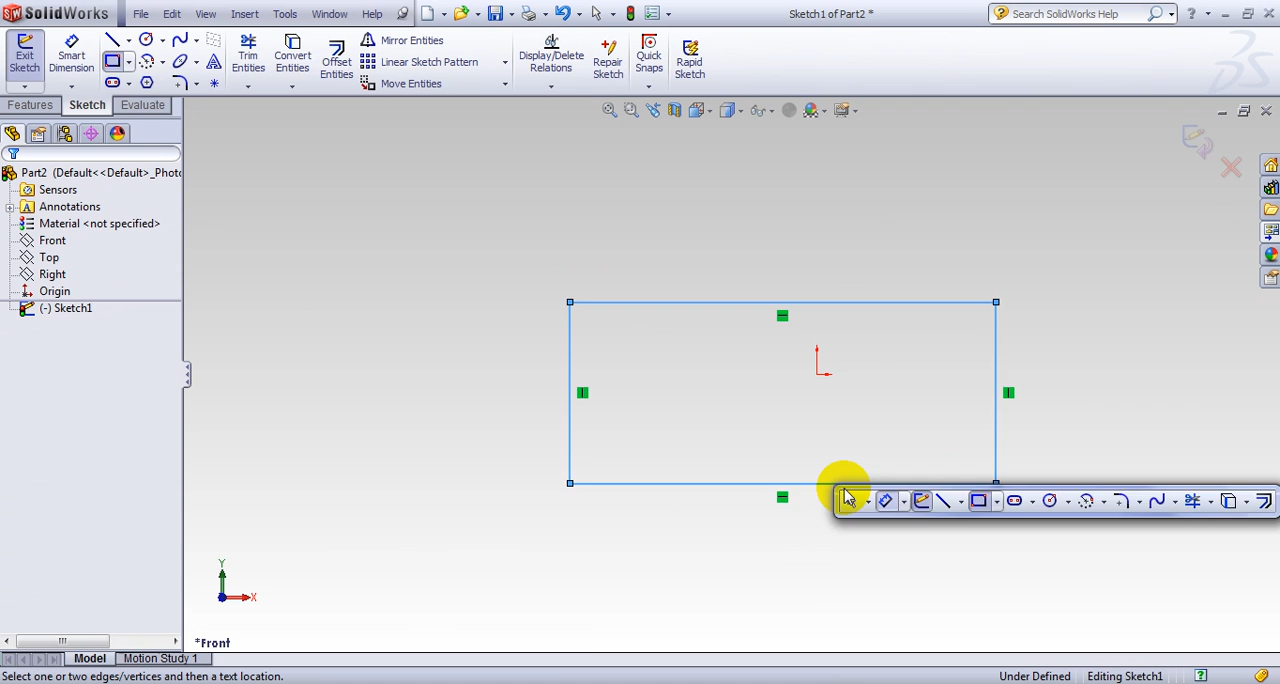 SolidWorks File Edit View Insert Tools Window Help Sketch1 of Part2 * Search SolidWorks Help
Exit Sketch
Smart Dimension
Trim Entities
Convert Entities
Offset Entities
Mirror Entities
Linear Sketch Pattern
Move Entities
Display/Delete Relations
Repair Sketch
Quick Snaps
Rapid Sketch
Features Sketch Evaluate
Part2 (Default<<Default>_Photo
Sensors
Annotations
Material <not specified>
Front
Top
Right
Origin
(-) Sketch1
Y
X
*Front
Model Motion Study 1
Select one or two edges/vertices and then a text location. Under Defined Editing Sketch1